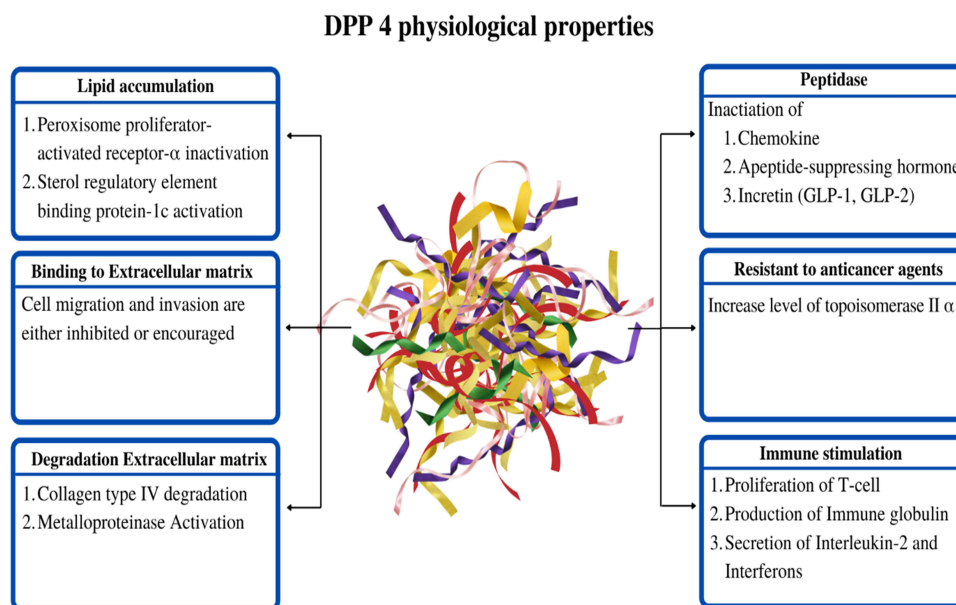 DPP 4 physiological properties
Lipid accumulation
1. Peroxisome proliferator-
activated receptor-α inactivation
2. Sterol regulatory element
binding protein-1c activation
Binding to Extracellular matrix
Cell migration and invasion are
either inhibited or encouraged
Degradation Extracellular matrix
1. Collagen type IV degradation
2. Metalloproteinase Activation
Peptidase
Inactiation of
1. Chemokine
2. Apeptide-suppressing hormone
3. Incretin (GLP-1, GLP-2)
Resistant to anticancer agents
Increase level of topoisomerase II α
Immune stimulation
1. Proliferation of T-cell
2. Production of Immune globulin
3. Secretion of Interleukin-2 and
Interferons